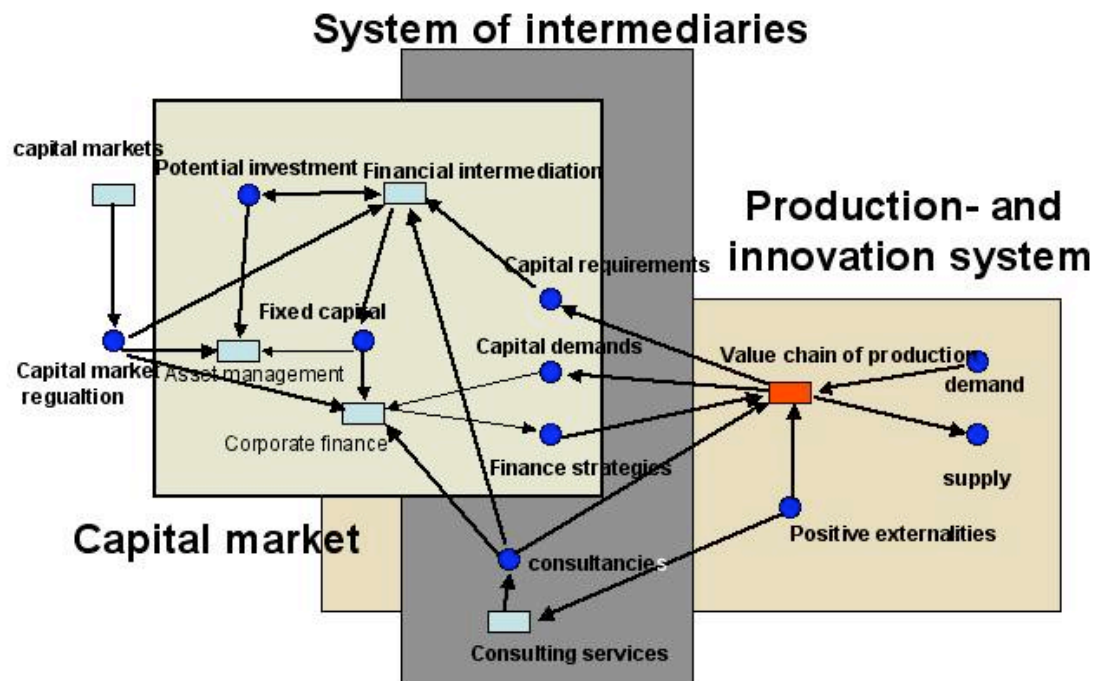 System of intermediaries
capital markets
Potential investment
Financial intermediation
Production- and
innovation system
Capital requirements
Fixed capital
Capital demands
Value chain of production
Capital market
regualtion
Asset management
demand
Corporate finance
Finance strategies
supply
Capital market
Positive externalities
consultancies
Consulting services